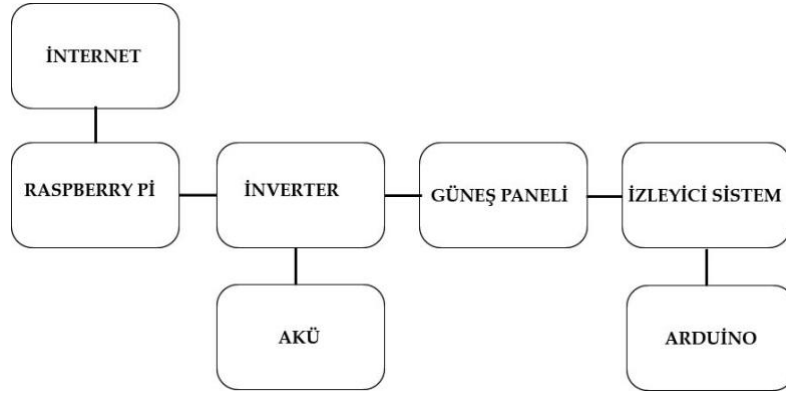 İNTERNET
RASPBERRY Pİ
İNVERTER
GÜNEŞ PANELİ
İZLEYİCİ SİSTEM
AKÜ
ARDUİNO